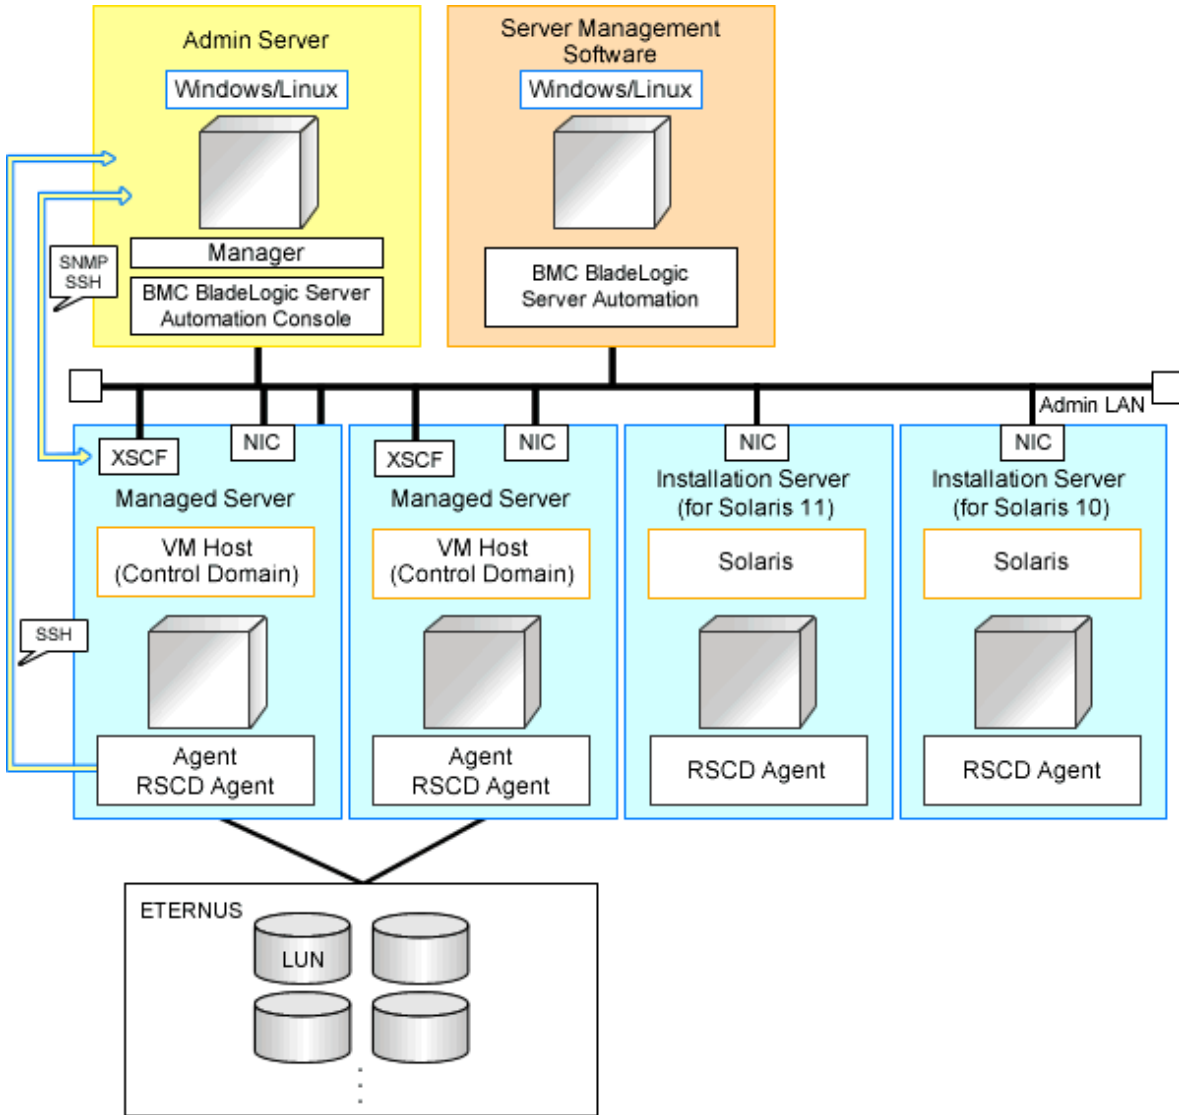 Admin Server
Windows/Linux
Manager
BMC BladeLogic Server
Automation Console
Server Management
Software
Windows/Linux
BMC BladeLogic
Server Automation
SNMP
SSH
Admin LAN
XSCF
NIC
Managed Server
VM Host
(Control Domain)
Agent
RSCD Agent
SSH
XSCF
NIC
Managed Server
VM Host
(Control Domain)
Agent
RSCD Agent
NIC
Installation Server
(for Solaris 11)
Solaris
RSCD Agent
NIC
Installation Server
(for Solaris 10)
Solaris
RSCD Agent
ETERNUS
LUN